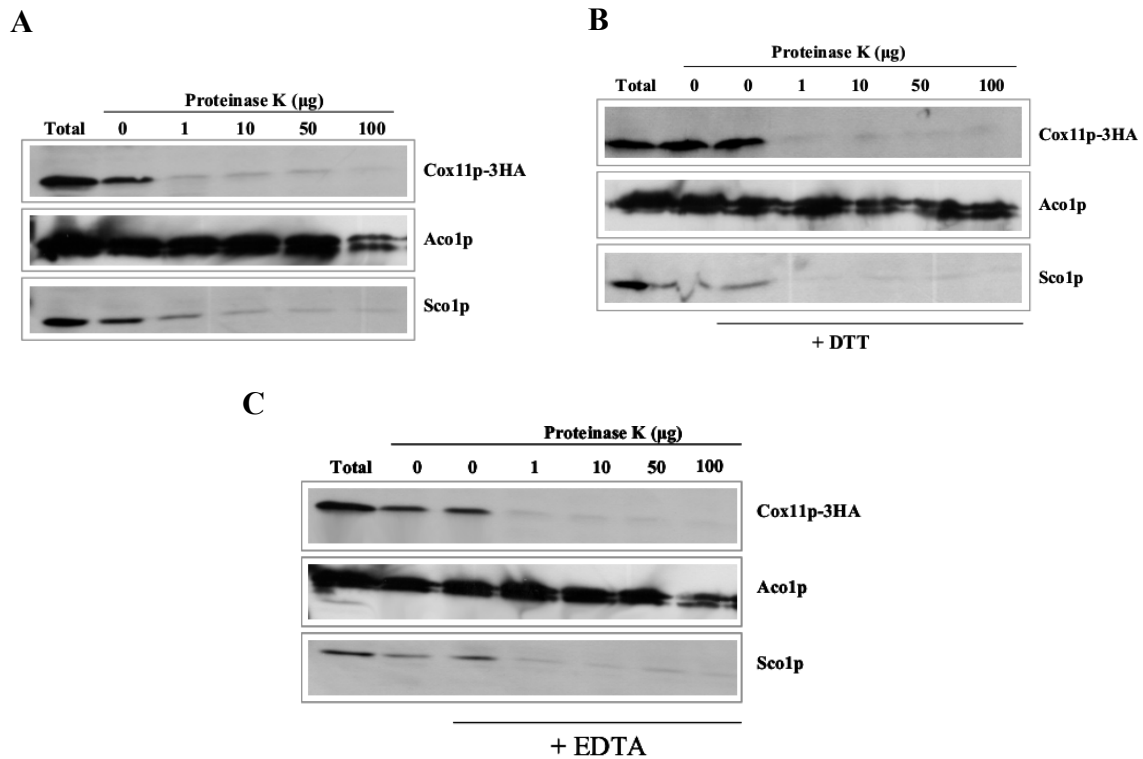 A
Proteinase K (µg)
Total 0 1 10 50 100
Cox11p-3HA
Aco1p
Sco1p
B
Proteinase K (µg)
Total 0 0 1 10 50 100
Cox11p-3HA
Aco1p
Sco1p
+ DTT
C
Proteinase K (µg)
Total 0 0 1 10 50 100
Cox11p-3HA
Aco1p
Sco1p
+ EDTA